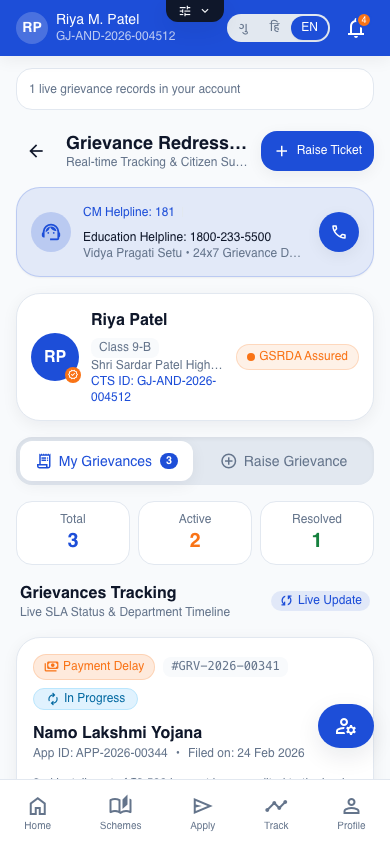 RP
Riya M. Patel
GJ-AND-2026-004512
ગુ
हि
EN
4
1 live grievance records in your account
Grievance Redress...
Real-time Tracking & Citizen Su...
Raise Ticket
CM Helpline: 181
Education Helpline: 1800-233-5500
Vidya Pragati Setu • 24x7 Grievance D...
RP
Riya Patel
Class 9-B
Shri Sardar Patel High...
CTS ID: GJ-AND-2026-
004512
GSRDA Assured
My Grievances 3
Raise Grievance
Total
3
Active
2
Resolved
1
Grievances Tracking
Live SLA Status & Department Timeline
Live Update
Payment Delay
#GRV-2026-00341
In Progress
Namo Lakshmi Yojana
App ID: APP-2026-00344 • Filed on: 24 Feb 2026
Home
Schemes
Apply
Track
Profile